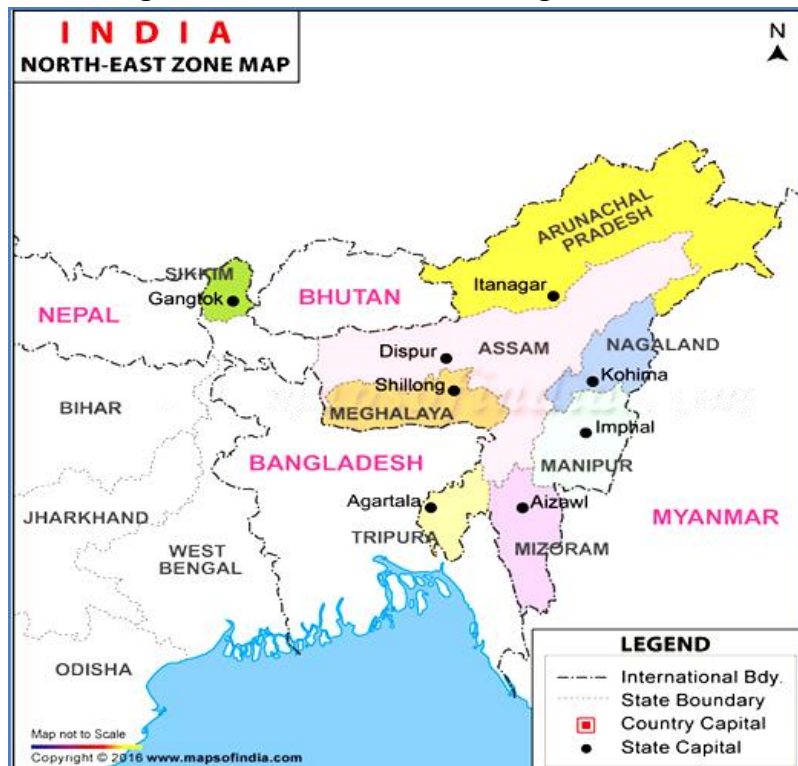 INDIA
NORTH-EAST ZONE MAP
N
ARUNACHAL
PRADESH
SIKKIM
Gangtok
BHUTAN
Itanagar
NEPAL
Dispur
ASSAM
NAGALAND
Shillong
Kohima
BIHAR
MEGHALAYA
Imphal
BANGLADESH
MANIPUR
Agartala
Aizawl
JHARKHAND
MYANMAR
TRIPURA
MIZORAM
WEST
BENGAL
LEGEND
International Bdy.
State Boundary
Country Capital
State Capital
ODISHA
Map not to Scale
Copyright © 2016 www.mapsofindia.com